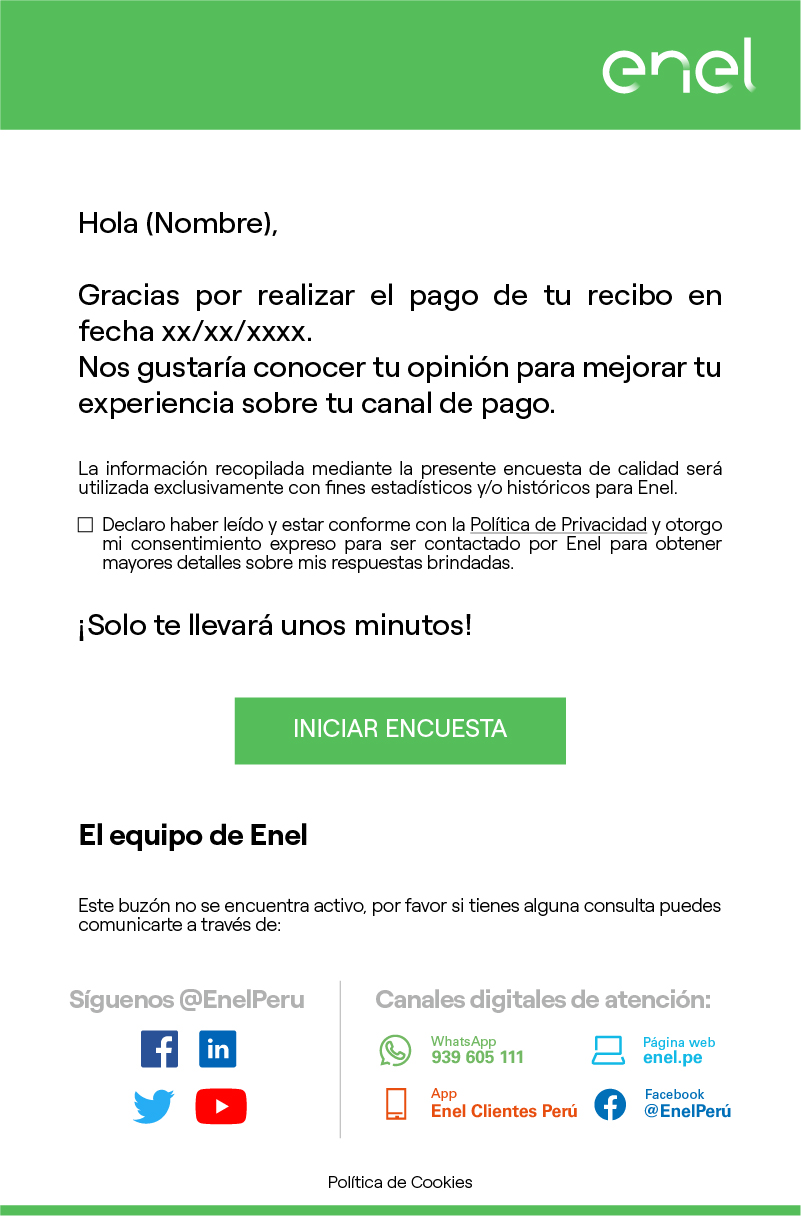 enel
Hola (Nombre),
Gracias por realizar el pago de tu recibo en
fecha xx/xx/xxxx.
Nos gustaría conocer tu opinión para mejorar tu
experiencia sobre tu canal de pago.
La información recopilada mediante la presente encuesta de calidad será
utilizada exclusivamente con fines estadísticos y/o históricos para Enel.
Declaro haber leído y estar conforme con la Política de Privacidad y otorgo
mi consentimiento expreso para ser contactado por Enel para obtener
mayores detalles sobre mis respuestas brindadas.
¡Solo te llevará unos minutos!
INICIAR ENCUESTA
El equipo de Enel
Este buzón no se encuentra activo, por favor si tienes alguna consulta puedes
comunicarte a través de:
Síguenos @EnelPeru
Canales digitales de atención:
WhatsApp
939 605 111
Página web
enel.pe
App
Enel Clientes Perú
Facebook
@EnelPerú
Política de Cookies